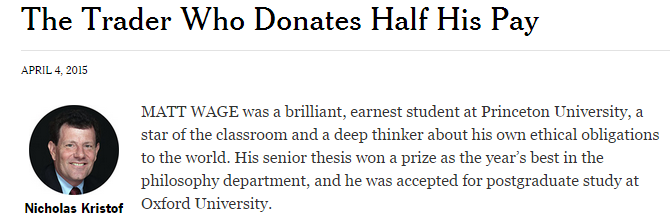 The Trader Who Donates Half His Pay
APRIL 4, 2015
MATT WAGE was a brilliant, earnest student at Princeton University, a
star of the classroom and a deep thinker about his own ethical obligations
to the world. His senior thesis won a prize as the year’s best in the
philosophy department, and he was accepted for postgraduate study at
Oxford University.
Nicholas Kristof